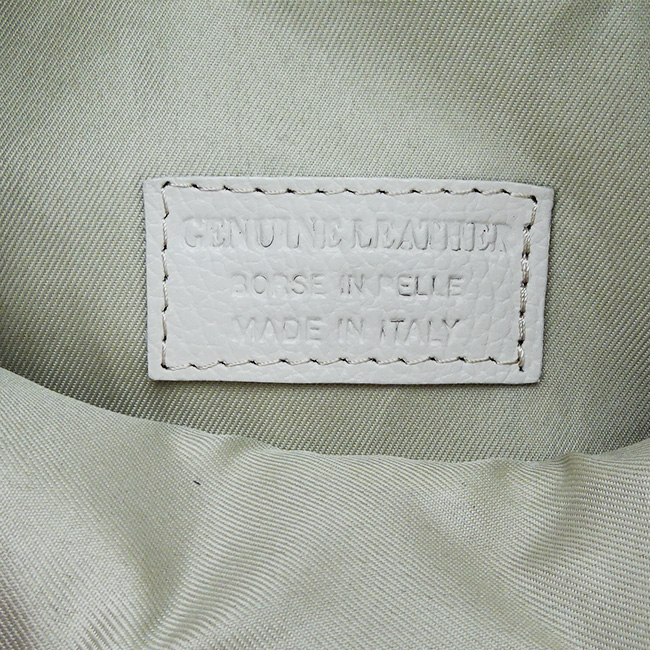 GENUINE LEATHER
BORSE IN PELLE
MADE IN ITALY